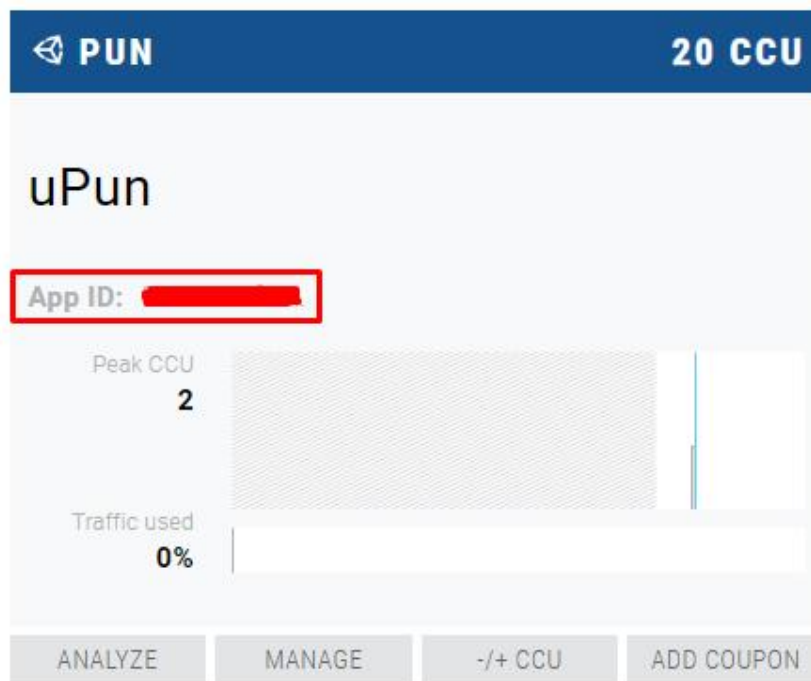 PUN 20 CCU
uPun
App ID:
Peak CCU
2
Traffic used
0%
ANALYZE MANAGE -/+ CCU ADD COUPON